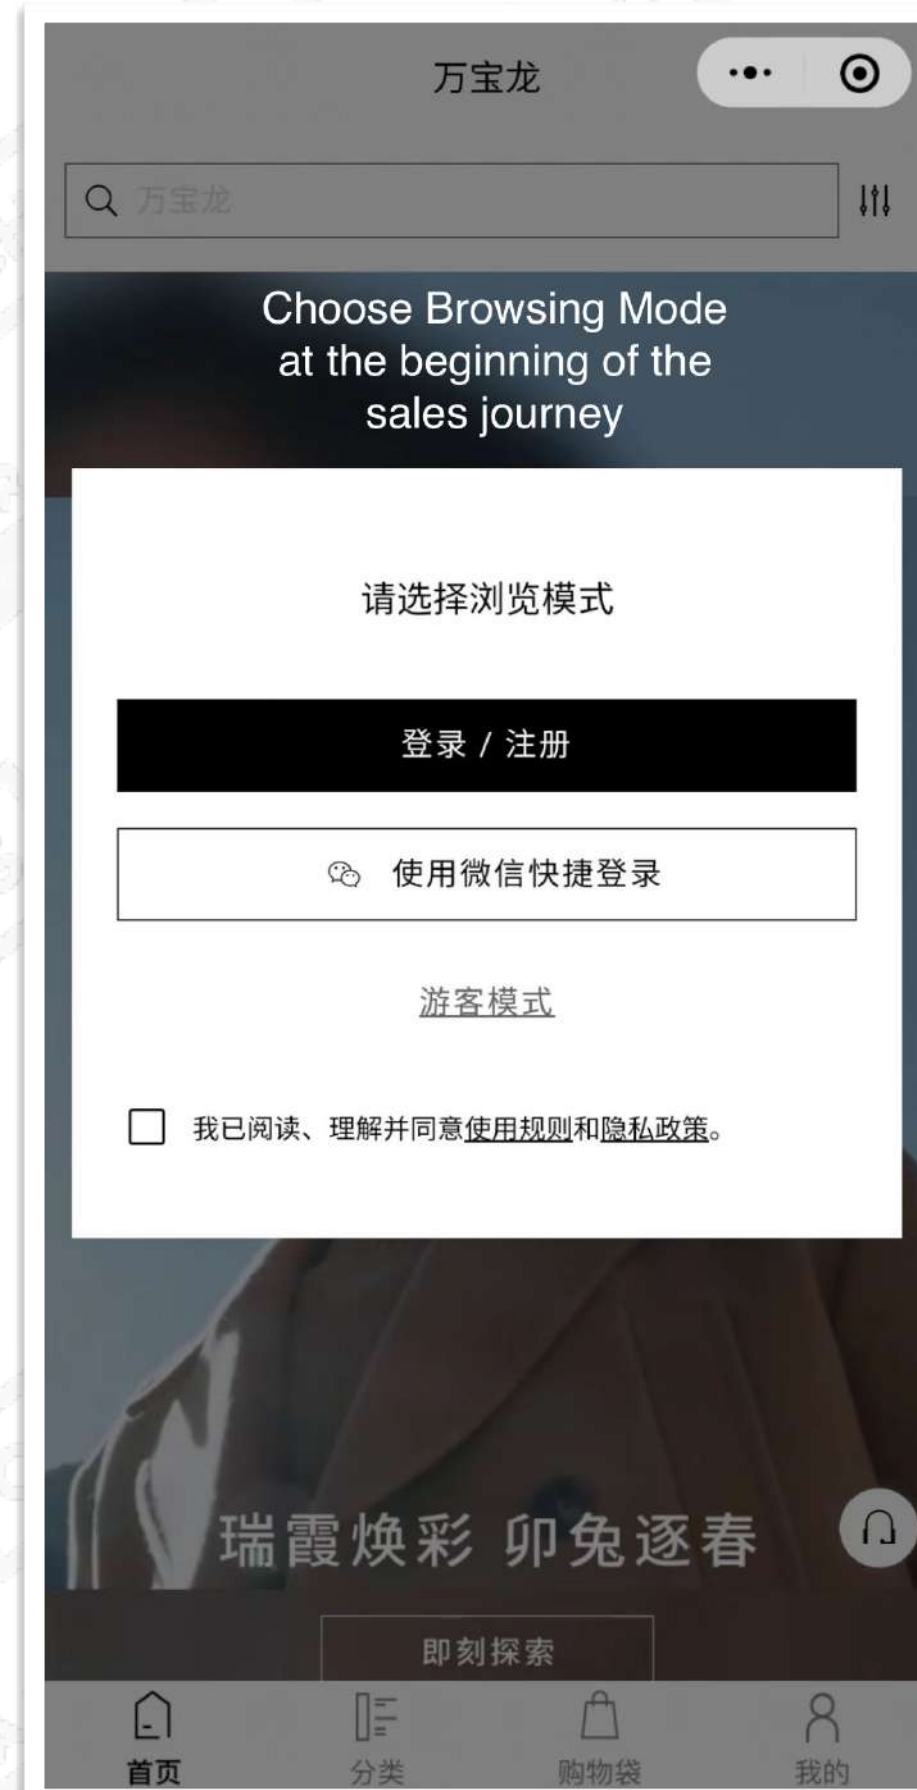 万宝龙
万宝龙
Choose Browsing Mode
at the beginning of the
sales journey
请选择浏览模式
登录 / 注册
使用微信快捷登录
游客模式
我已阅读、理解并同意使用规则和隐私政策。
瑞霞焕彩 卯兔逐春
即刻探索
首页
分类
购物袋
我的